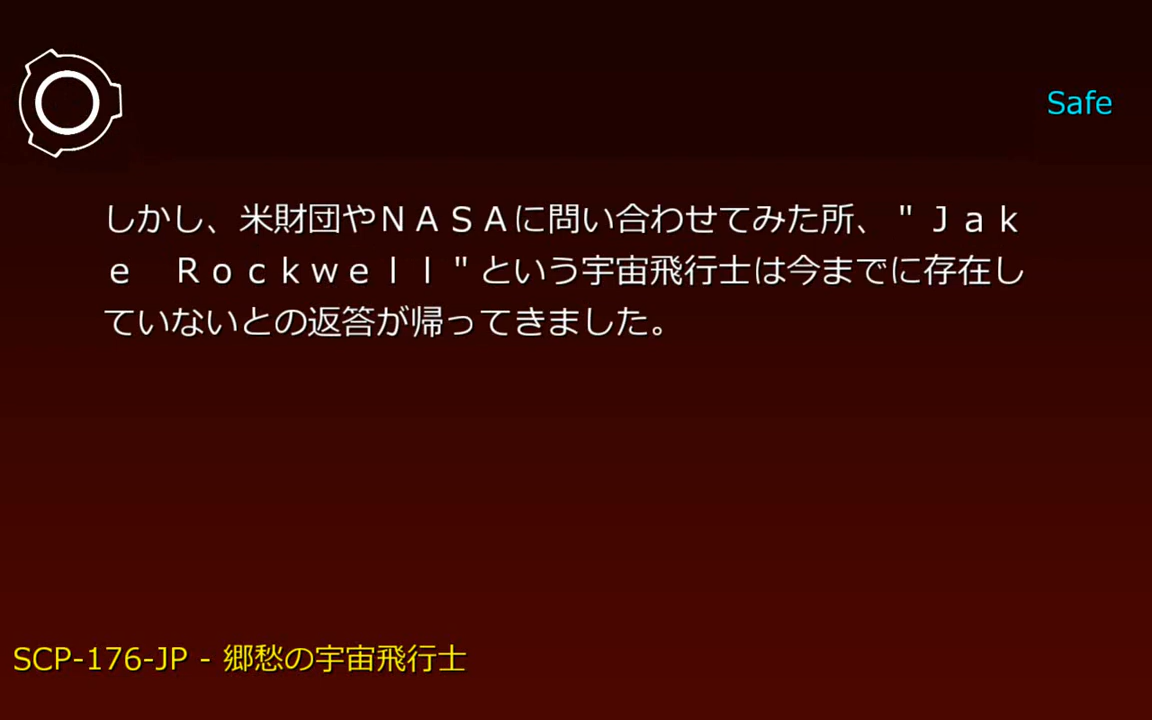 Safe
しかし、米財団やＮＡＳＡに問い合わせてみた所、"Ｊａｋ
ｅ　Ｒｏｃｋｗｅｌｌ"という宇宙飛行士は今までに存在し
ていないとの返答が帰ってきました。
SCP-176-JP - 郷愁の宇宙飛行士